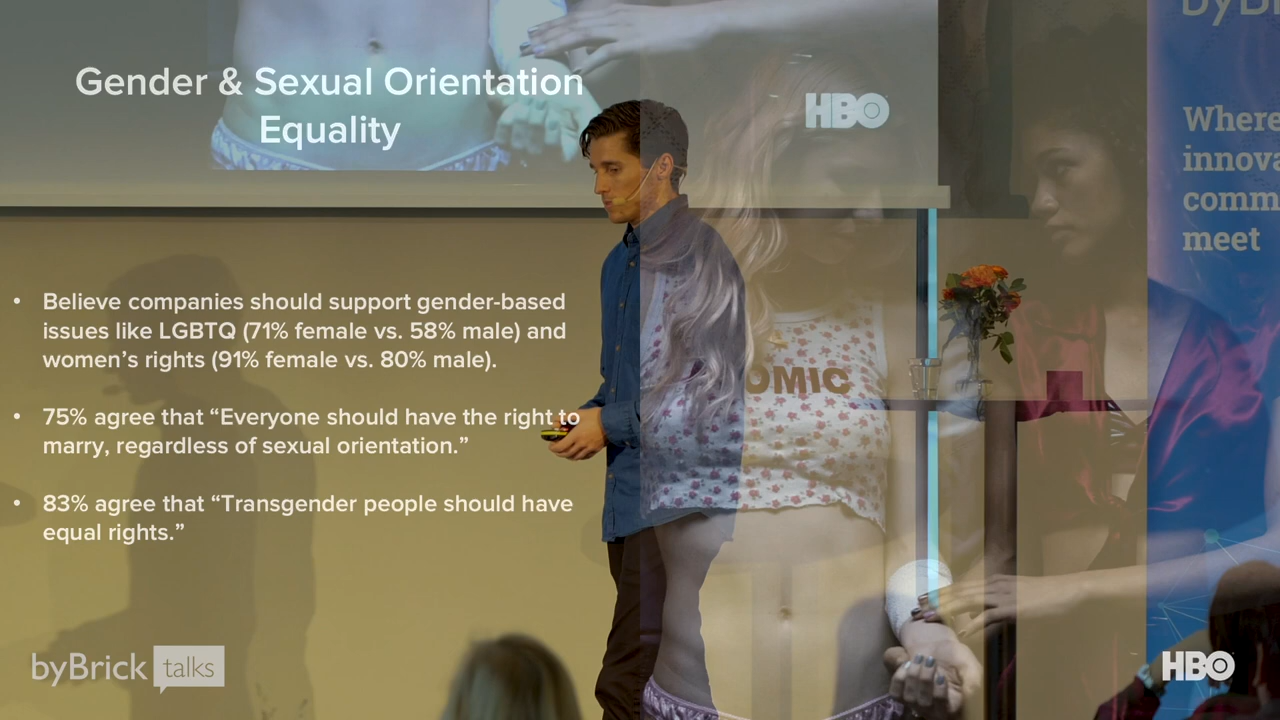 Gender & Sexual Orientation
Equality
HBO
Where
innova
comm
meet
• Believe companies should support gender-based
issues like LGBTQ (71% female vs. 58% male) and
women’s rights (91% female vs. 80% male).
• 75% agree that “Everyone should have the right to
marry, regardless of sexual orientation.”
• 83% agree that “Transgender people should have
equal rights.”
OMIC
byBrick talks
HBO